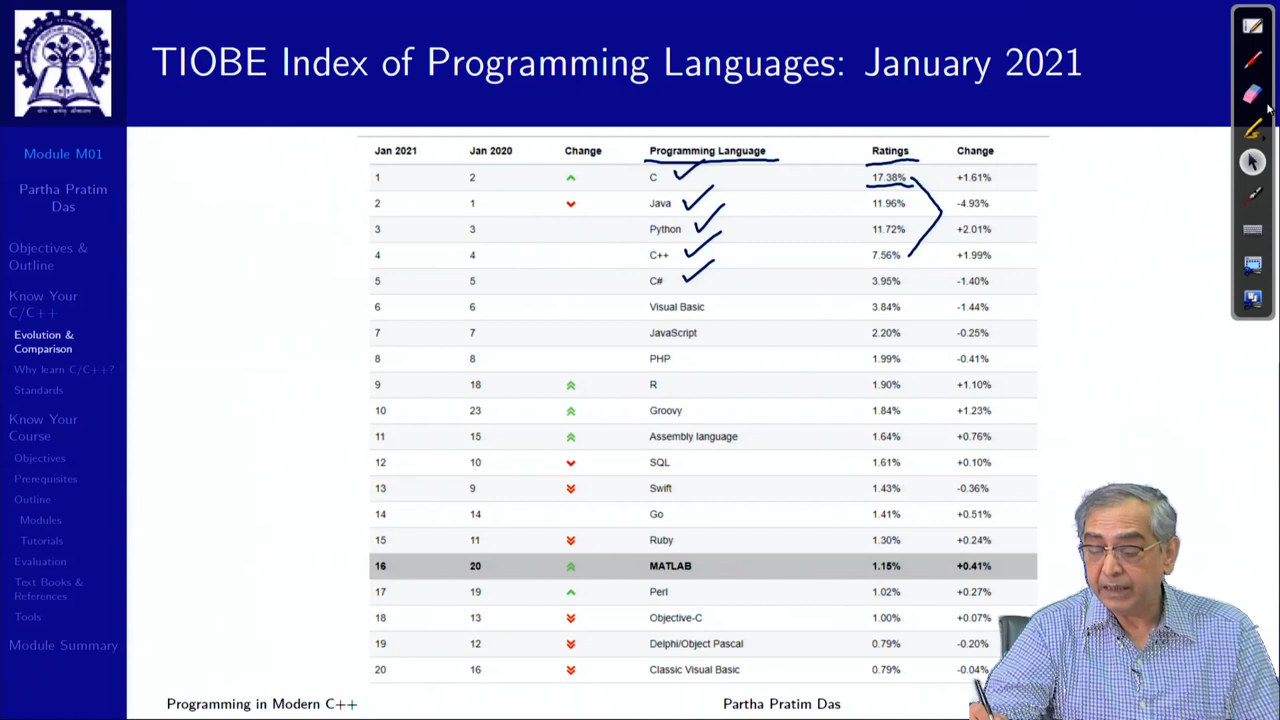 TIOBE Index of Programming Languages: January 2021
Module M01
Partha Pratim
Das
Objectives &
Outline
Know Your
C/C++
Evolution &
Comparison
Why learn C/C++?
Standards
Know Your
Course
Objectives
Prerequisites
Outline
Modules
Tutorials
Evaluation
Text Books &
References
Tools
Module Summary
Jan 2021 Jan 2020 Change Programming Language Ratings Change
1 2 C 17.38% +1.61%
2 1 Java 11.96% -4.93%
3 3 Python 11.72% +2.01%
4 4 C++ 7.56% +1.99%
5 5 C# 3.95% -1.40%
6 6 Visual Basic 3.84% -1.44%
7 7 JavaScript 2.20% -0.25%
8 8 PHP 1.99% -0.41%
9 18 R 1.90% +1.10%
10 23 Groovy 1.84% +1.23%
11 15 Assembly language 1.64% +0.76%
12 10 SQL 1.61% +0.10%
13 9 Swift 1.43% -0.36%
14 14 Go 1.41% +0.51%
15 11 Ruby 1.30% +0.24%
16 20 MATLAB 1.15% +0.41%
17 19 Perl 1.02% +0.27%
18 13 Objective-C 1.00% +0.07%
19 12 Delphi/Object Pascal 0.79% -0.20%
20 16 Classic Visual Basic 0.79% -0.04%
Programming in Modern C++ Partha Pratim Das